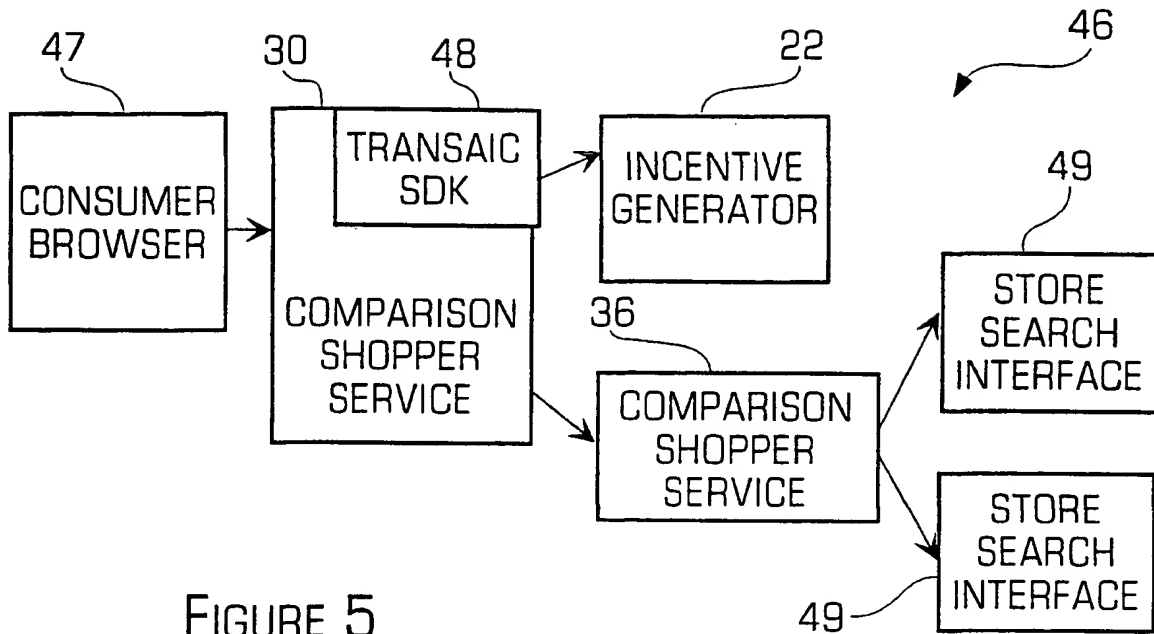 47
30
48
22
46
CONSUMER
BROWSER
TRANSAIC
SDK
COMPARISON
SHOPPER
SERVICE
INCENTIVE
GENERATOR
36
COMPARISON
SHOPPER
SERVICE
49
STORE
SEARCH
INTERFACE
STORE
SEARCH
INTERFACE
49
FIGURE 5